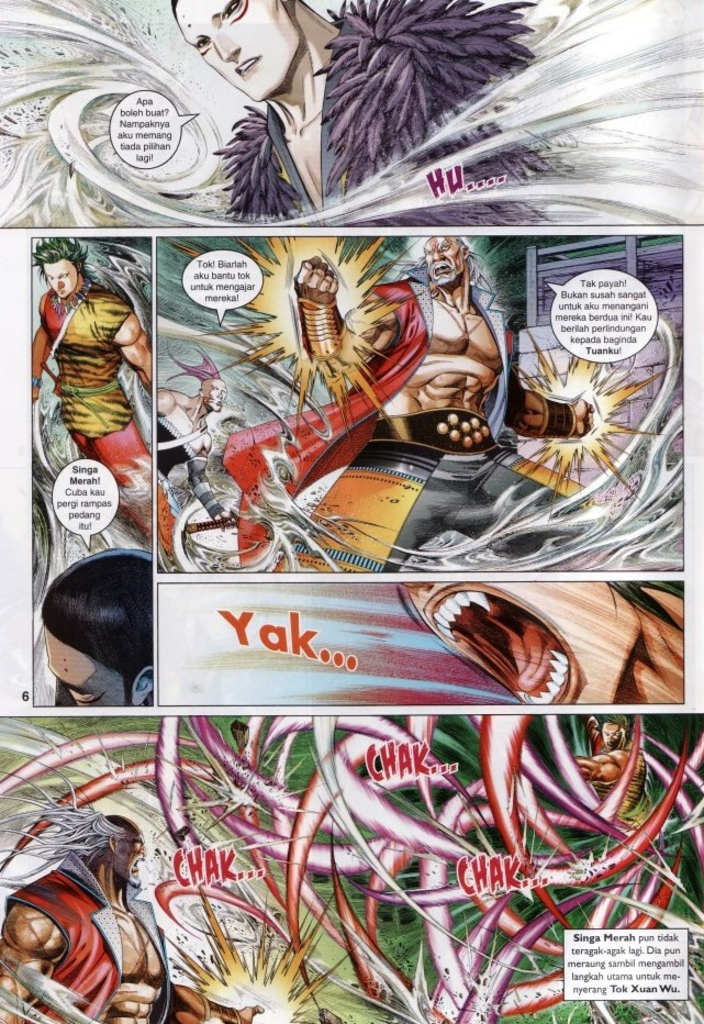 Apa
boleh buat?
Nampaknya
aku memang
tiada pilihan
lagi!
HU....
Tok! Biarlah
aku bantu tok
untuk mengajar
mereka!
Tak payah!
Bukan susah sangat
untuk aku menangani
mereka berdua ini! Kau
berilah perlindungan
kepada baginda
Tuanku!
Singa
Merah!
Cuba kau
pergi rampas
pedang
itu!
Yak...
6
CHAK...
CHAK...
CHAK...
Singa Merah pun tidak
teragak-agak lagi. Dia pun
meraung sambil mengambil
langkah utama untuk me-
nyerang Tok Xuan Wu.